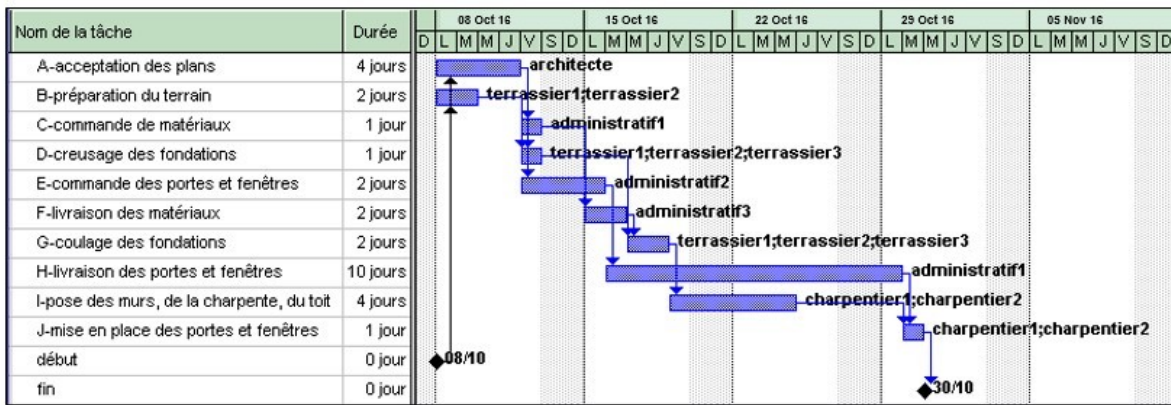 Nom de la tâche Durée 08 Oct 16 15 Oct 16 22 Oct 16 29 Oct 16 05 Nov 16
D L M M J V S D L M M J V S D L M M J V S D L M M J V S D L M M J V S D
A-acceptation des plans 4 jours architecte
B-préparation du terrain 2 jours terrassier1;terrassier2
C-commande de matériaux 1 jour administratif1
D-creusage des fondations 1 jour terrassier1;terrassier2;terrassier3
E-commande des portes et fenêtres 2 jours administratif2
F-livraison des matériaux 2 jours administratif3
G-coulage des fondations 2 jours terrassier1;terrassier2;terrassier3
H-livraison des portes et fenêtres 10 jours administratif1
I-pose des murs, de la charpente, du toit 4 jours charpentier1;charpentier2
J-mise en place des portes et fenêtres 1 jour charpentier1;charpentier2
début 0 jour 08/10
fin 0 jour 30/10